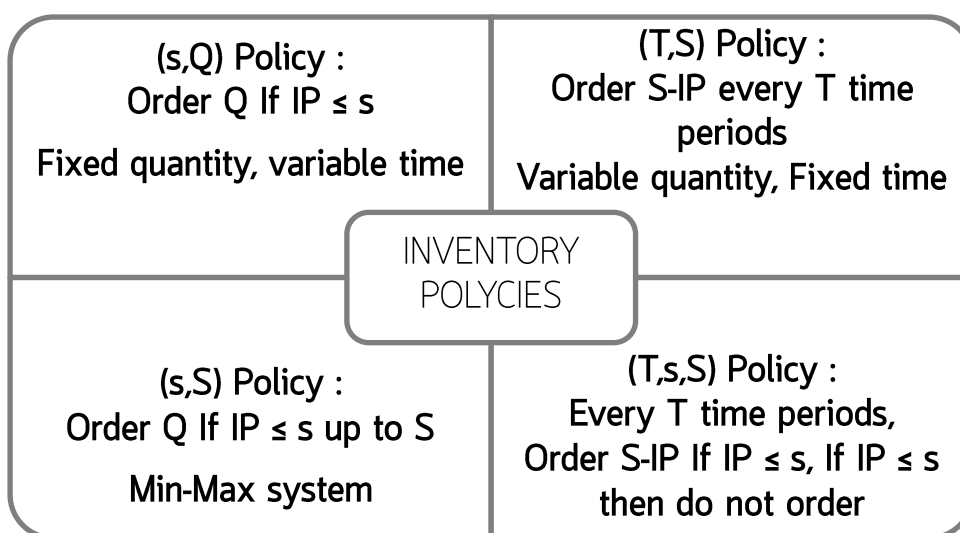 (s,Q) Policy :
Order Q If IP ≤ s
Fixed quantity, variable time
(T,S) Policy :
Order S-IP every T time
periods
Variable quantity, Fixed time
INVENTORY
POLYCIES
(s,S) Policy :
Order Q If IP ≤ s up to S
Min-Max system
(T,s,S) Policy :
Every T time periods,
Order S-IP If IP ≤ s, If IP ≤ s
then do not order